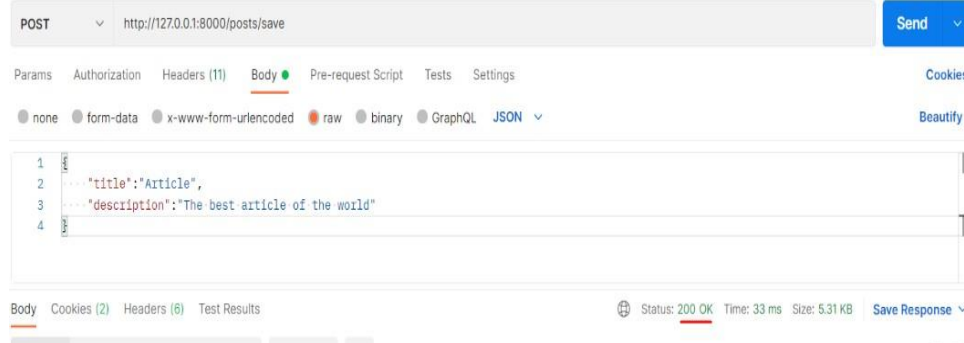 POST http://127.0.0.1:8000/posts/save Send
Params Authorization Headers (11) Body Pre-request Script Tests Settings Cookies
none form-data x-www-form-urlencoded raw binary GraphQL JSON Beautify
1 {
2 "title":"Article",
3 "description":"The best article of the world"
4 }
Body Cookies (2) Headers (6) Test Results Status: 200 OK Time: 33 ms Size: 5.31 KB Save Response